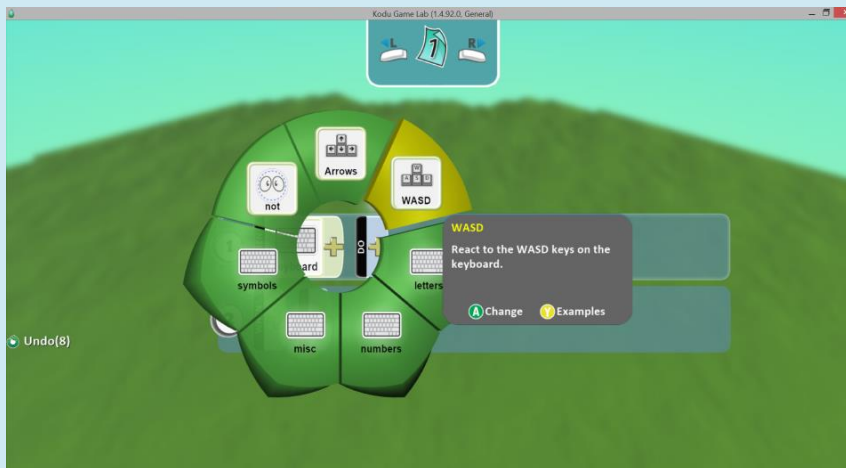 Kodu Game Lab (1.4.92.0, General)
L 1 R
Arrows
not
WASD
WASD
React to the WASD keys on the
keyboard.
DO
symbols
letters
A Change Y Examples
misc
numbers
Undo(8)